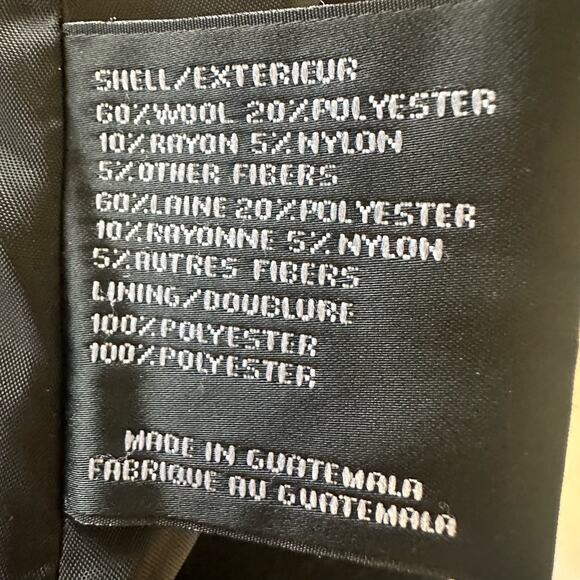 SHELL/EXTERIEUR
60%WOOL 20%POLYESTER
10%RAYON 5%NYLON
5%OTHER FIBERS
60%LAINE 20%POLYESTER
10%RAYONNE 5%NYLON
5%AUTRES FIBERS
LINING/DOUBLURE
100%POLYESTER
100%POLYESTER
MADE IN GUATEMALA
FABRIQUE AU GUATEMALA